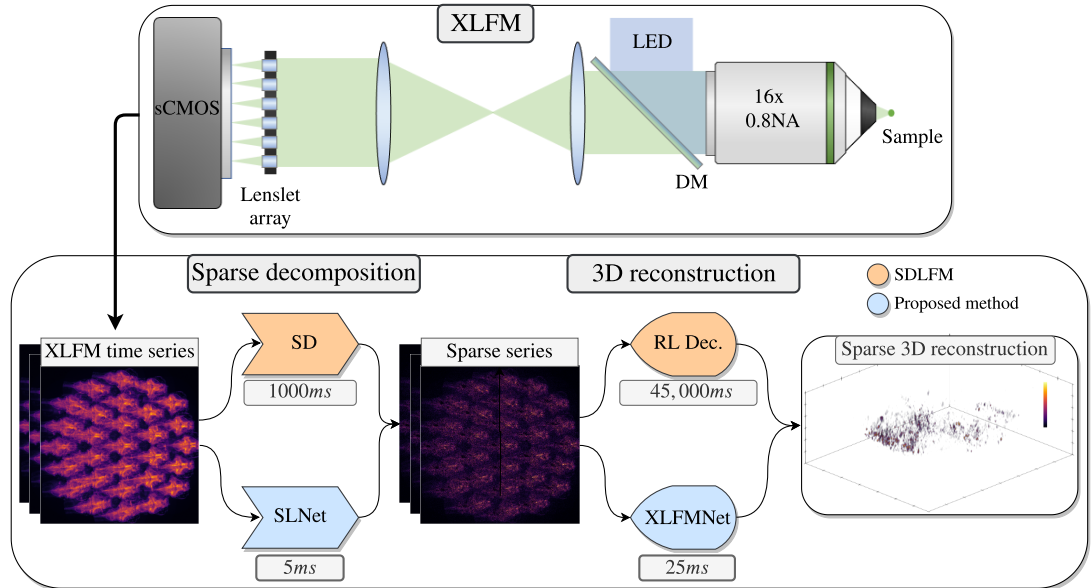 XLFM
LED
sCMOS
16x
0.8NA
Sample
DM
Lenslet
array
Sparse decomposition
3D reconstruction
SDLFM
Proposed method
XLFM time series
SD
1000ms
Sparse series
RL Dec.
45,000ms
Sparse 3D reconstruction
SLNet
5ms
XLFMNet
25ms